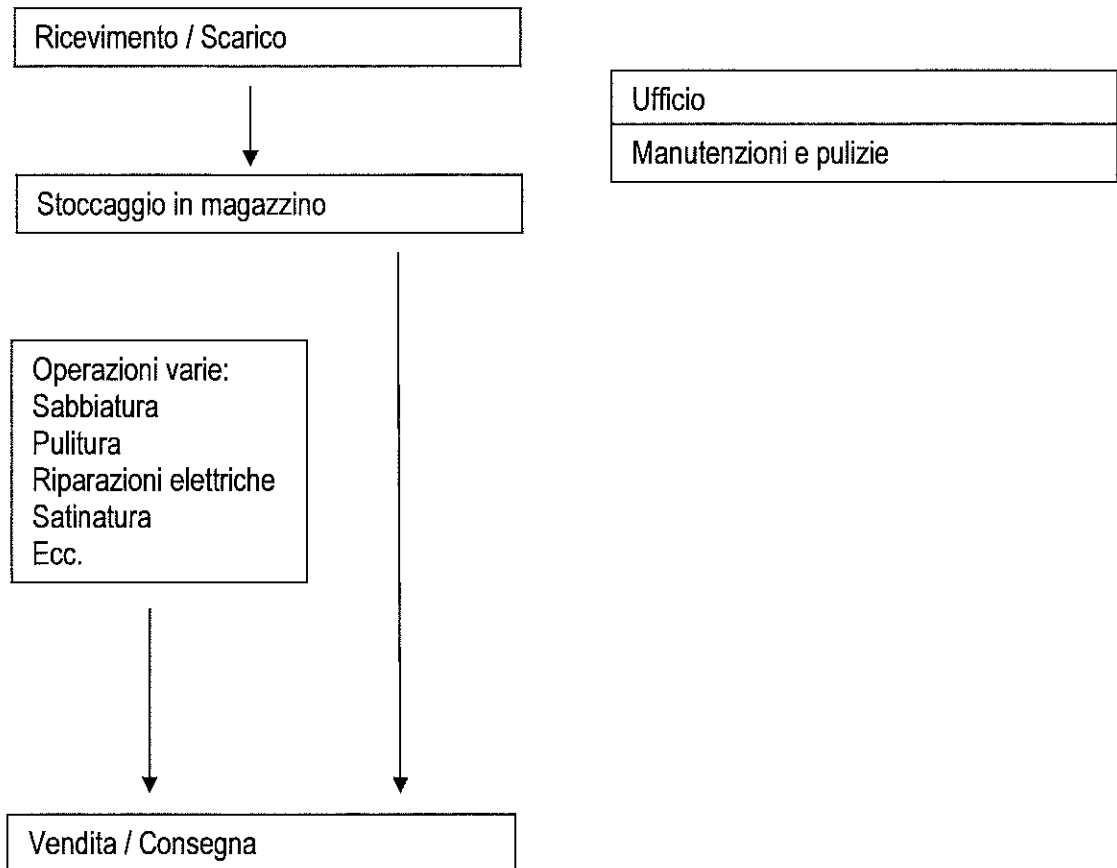 Ricevimento / Scarico
Ufficio
Manutenzioni e pulizie
Stoccaggio in magazzino
Operazioni varie:
Sabbiatura
Pulitura
Riparazioni elettriche
Satinatura
Ecc.
Vendita / Consegna